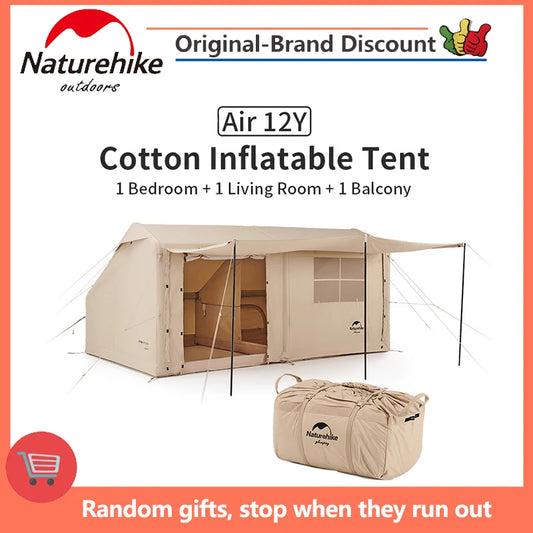 Naturehike
outdoors
Original-Brand Discount
Air 12Y
Cotton Inflatable Tent
1 Bedroom + 1 Living Room + 1 Balcony
Naturehike
Naturehike
Random gifts, stop when they run out